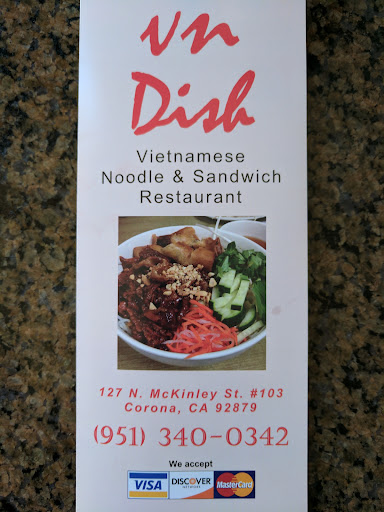 vn
Dish
Vietnamese
Noodle & Sandwich
Restaurant
127 N. McKinley St. #103
Corona, CA 92879
(951) 340-0342
We accept
VISA DISCOVER NETWORK MasterCard